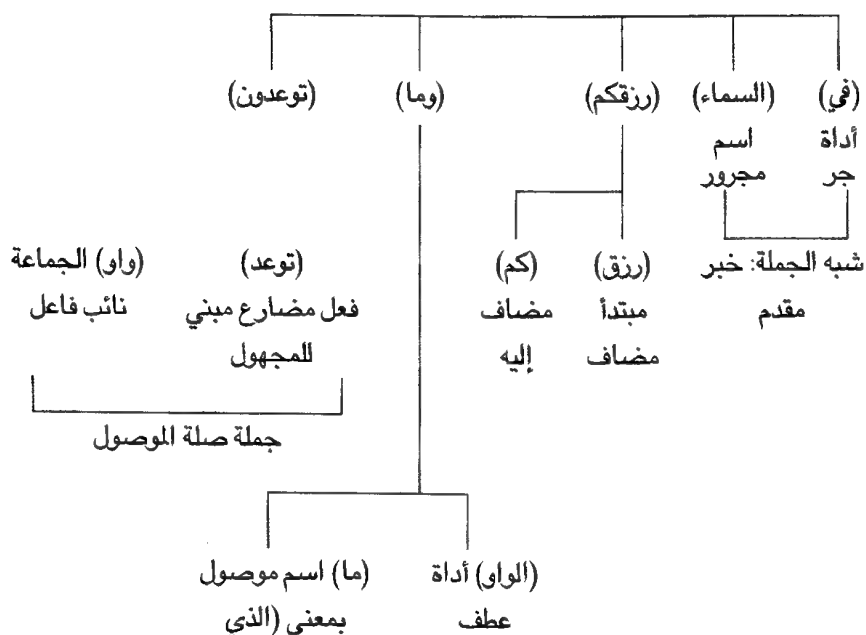 (في) (السماء) (رزقكم) (وما) (توعدون)
أداة اسم
جر مجرور
شبه الجملة: خبر (رزق) (كم) (توعد) (واو) الجماعة
مقدم مبتدأ مضاف فعل مضارع مبني نائب فاعل
مضاف إليه للمجهول
جملة صلة الموصول
(الواو) أداة (ما) اسم موصول
عطف بمعنى (الذي